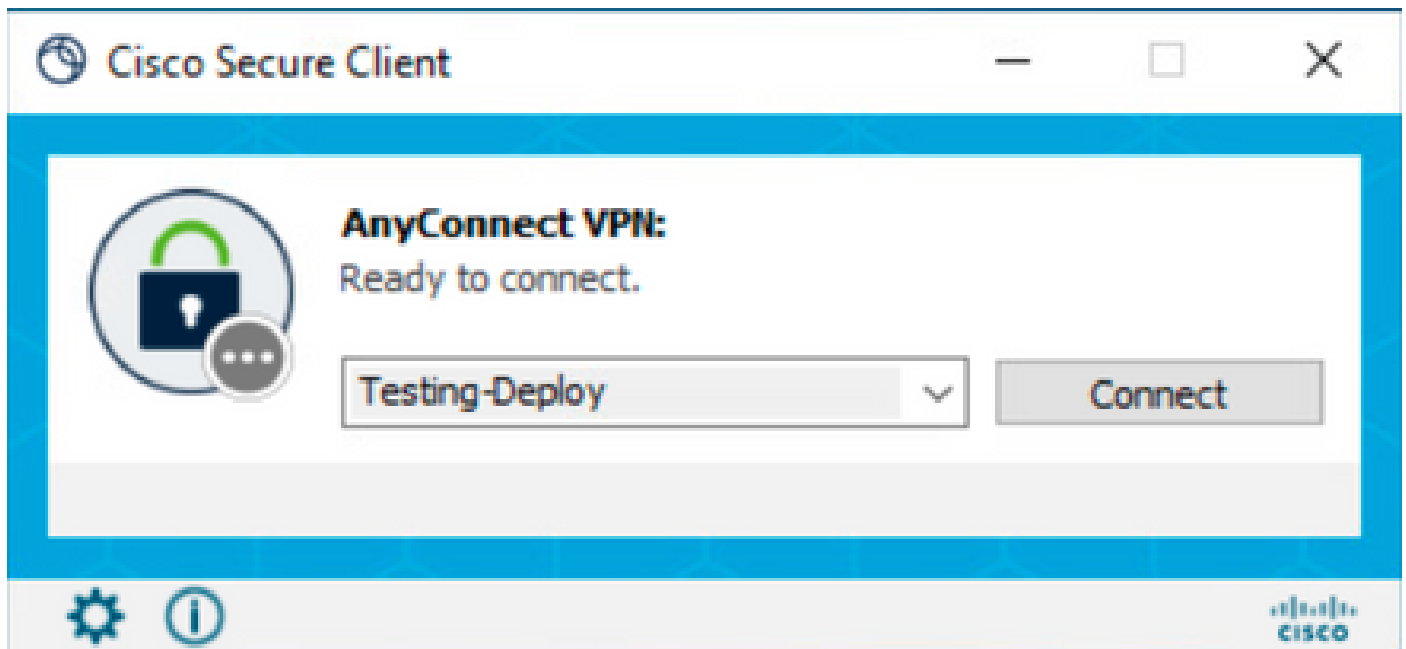 Cisco Secure Client
AnyConnect VPN:
Ready to connect.
Testing-Deploy
Connect
CISCO